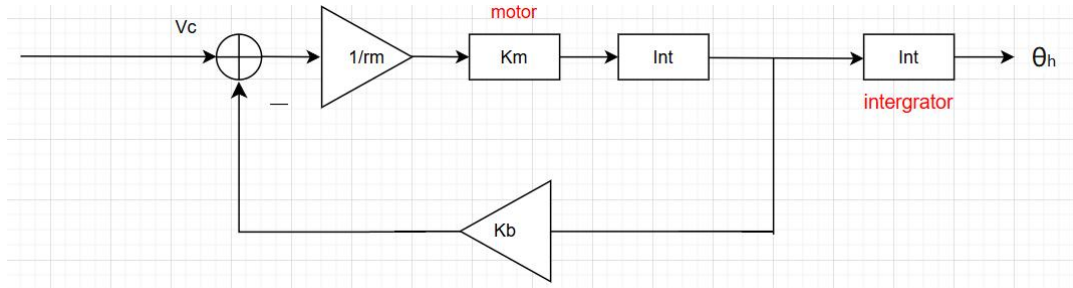 motor
Vc
1/rm
Km
Int
Int
θh
intergrator
Kb